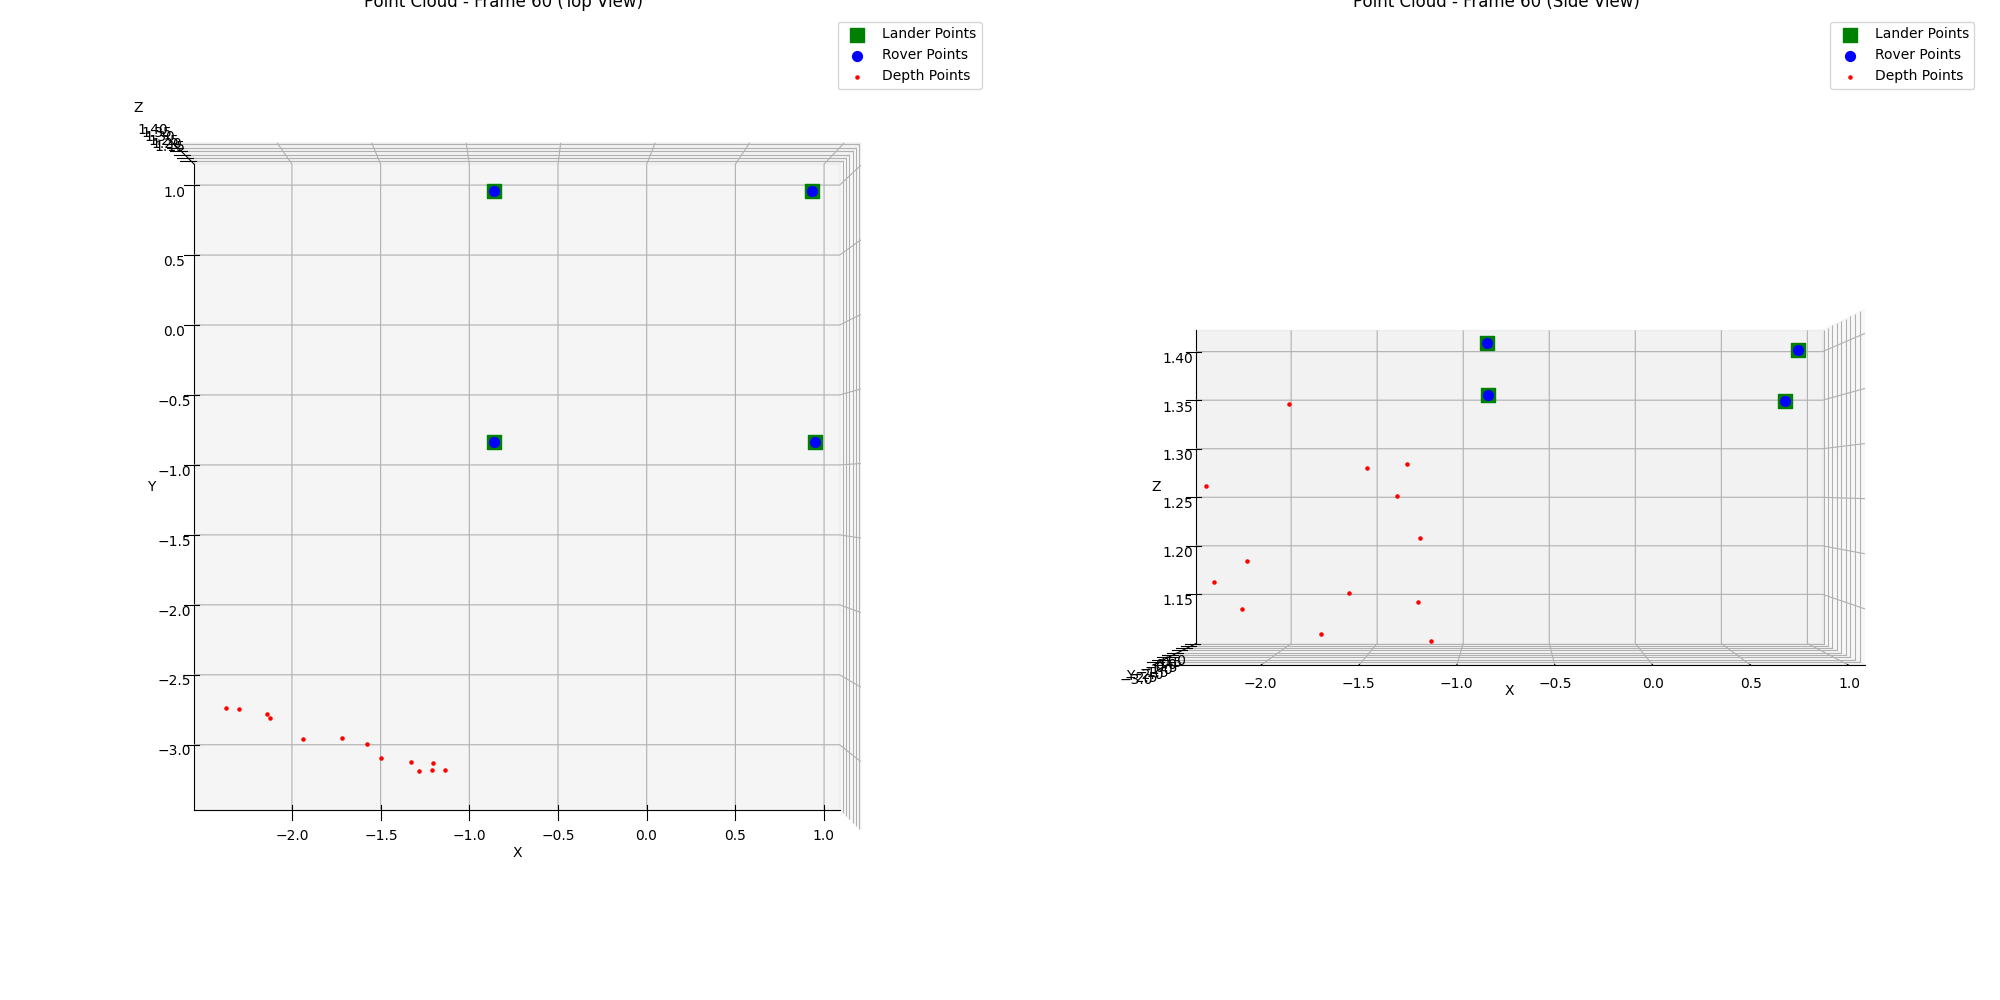 Point Cloud - Frame 60 (Top View)
Lander Points
Rover Points
Depth Points
Z
1.40
1.0
0.5
0.0
−0.5
−1.0
Y
−1.5
−2.0
−2.5
−3.0
−2.0 −1.5 −1.0 −0.5 0.0 0.5 1.0
X
Point Cloud - Frame 60 (Side View)
Lander Points
Rover Points
Depth Points
1.40
1.35
1.30
Z
1.25
1.20
1.15
Y
−3.0
−2.0 −1.5 −1.0 −0.5 0.0 0.5 1.0
X